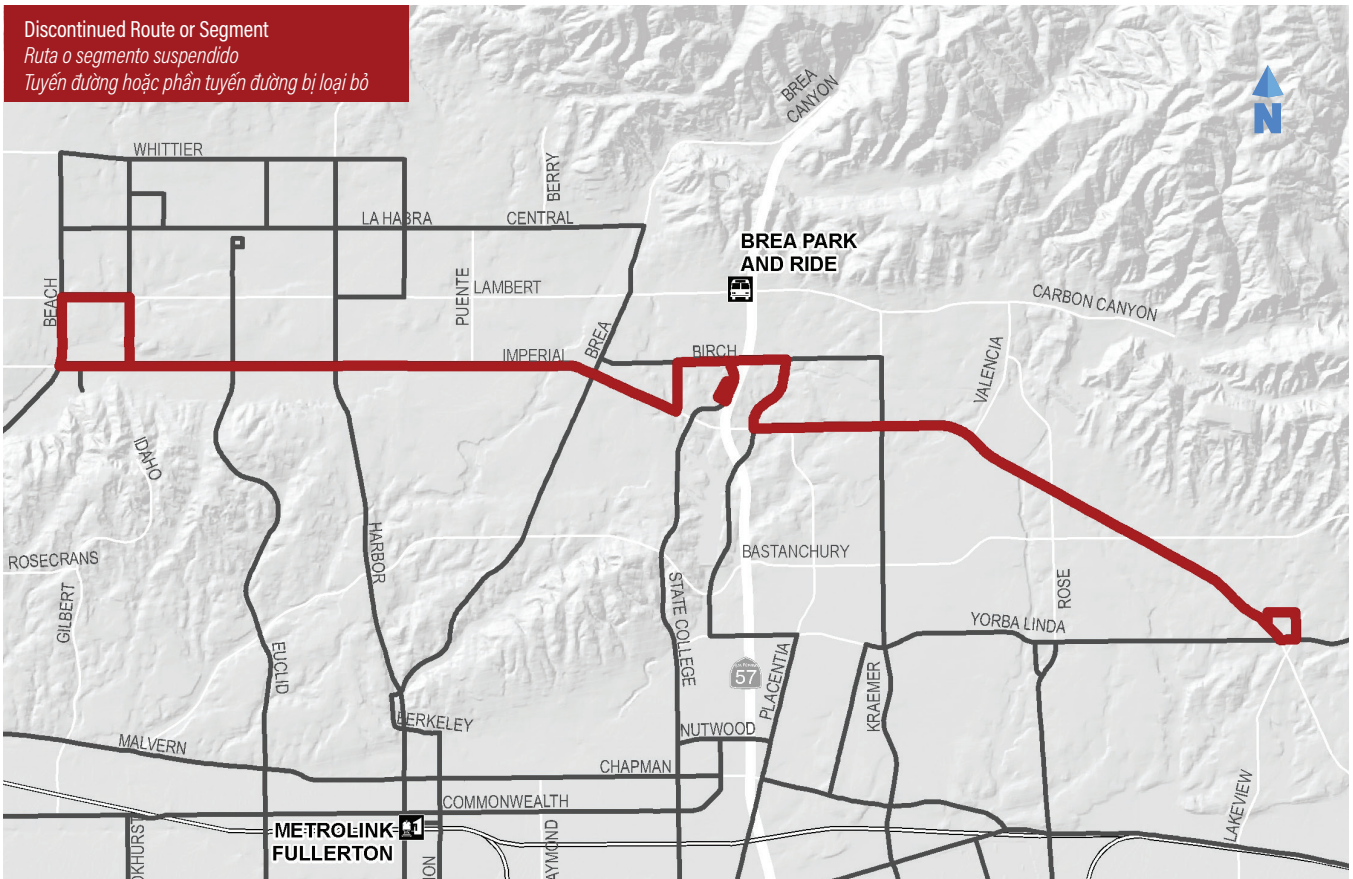 Discontinued Route or Segment
Ruta o segmento suspendido
Tuyến đường hoặc phần tuyến đường bị loại bỏ
BREA
CANYON
N
WHITTIER
BERRY
LA HABRA
CENTRAL
BREA PARK
AND RIDE
BEACH
PUENTE
LAMBERT
CARBON CANYON
IMPERIAL
BREA
BIRCH
VALENCIA
IDAHO
HARBOR
ROSECRANS
BASTANCHURY
GILBERT
STATE COLLEGE
ROSE
YORBA LINDA
EUCLID
57
PLACENTIA
KRAEMER
BERKELEY
NUTWOOD
MALVERN
CHAPMAN
COMMONWEALTH
METROLINK
FULLERTON
OKHURST
ION
AYMOND
LAKEVIEW